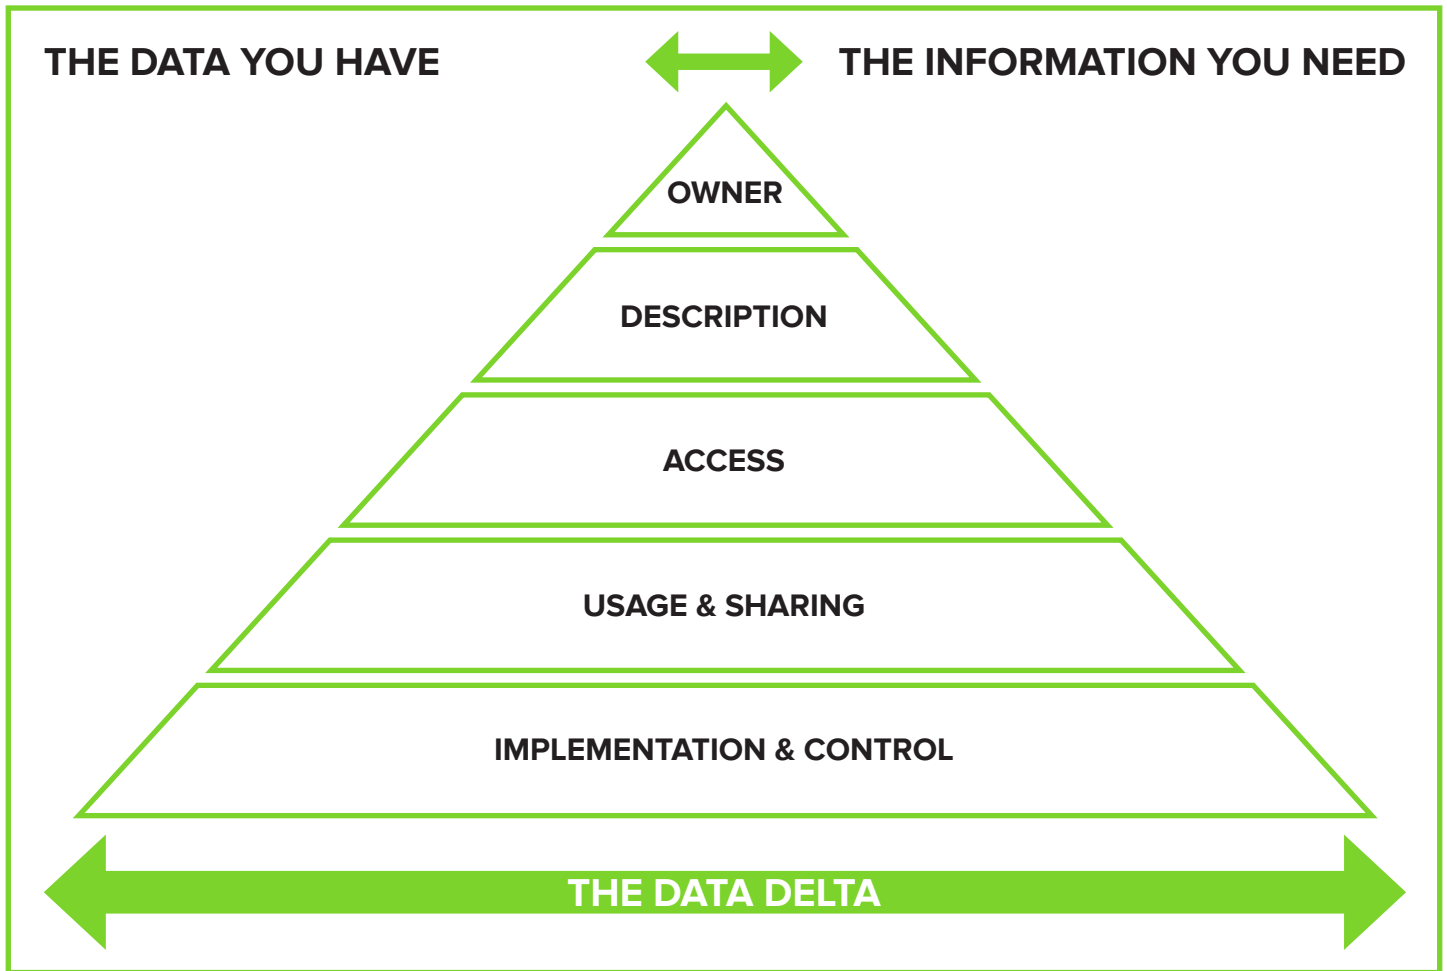 THE DATA YOU HAVE
THE INFORMATION YOU NEED
OWNER
DESCRIPTION
ACCESS
USAGE & SHARING
IMPLEMENTATION & CONTROL
THE DATA DELTA